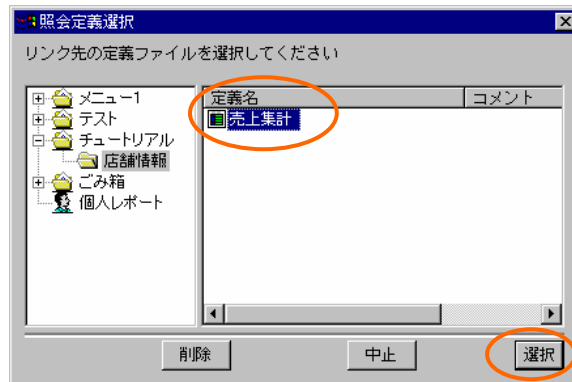 照会定義選択
リンク先の定義ファイルを選択してください
メニュー1
テスト
チュートリアル
店舗情報
ごみ箱
個人レポート
定義名 コメント
売上集計
削除 中止 選択